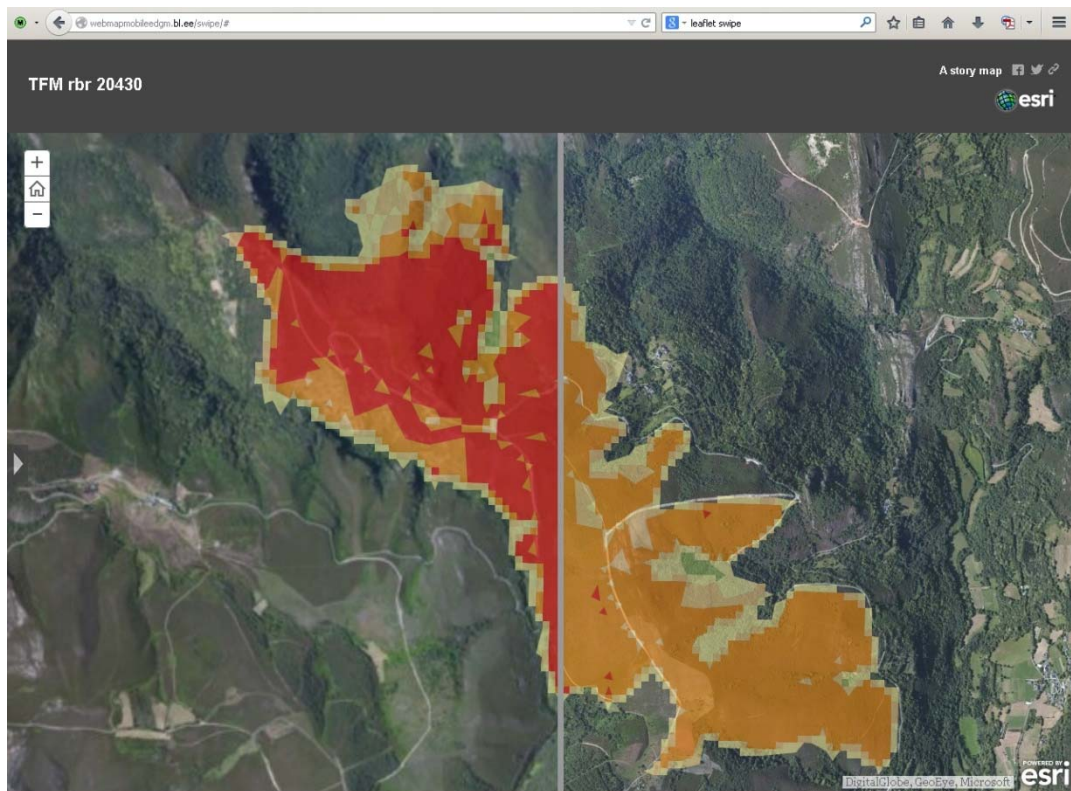 webmapmobileedgm.bl.ee/swipe/#
leaflet swipe
TFM rbr 20430
A story map
esri
DigitalGlobe, GeoEye, Microsoft
POWERED BY
esri